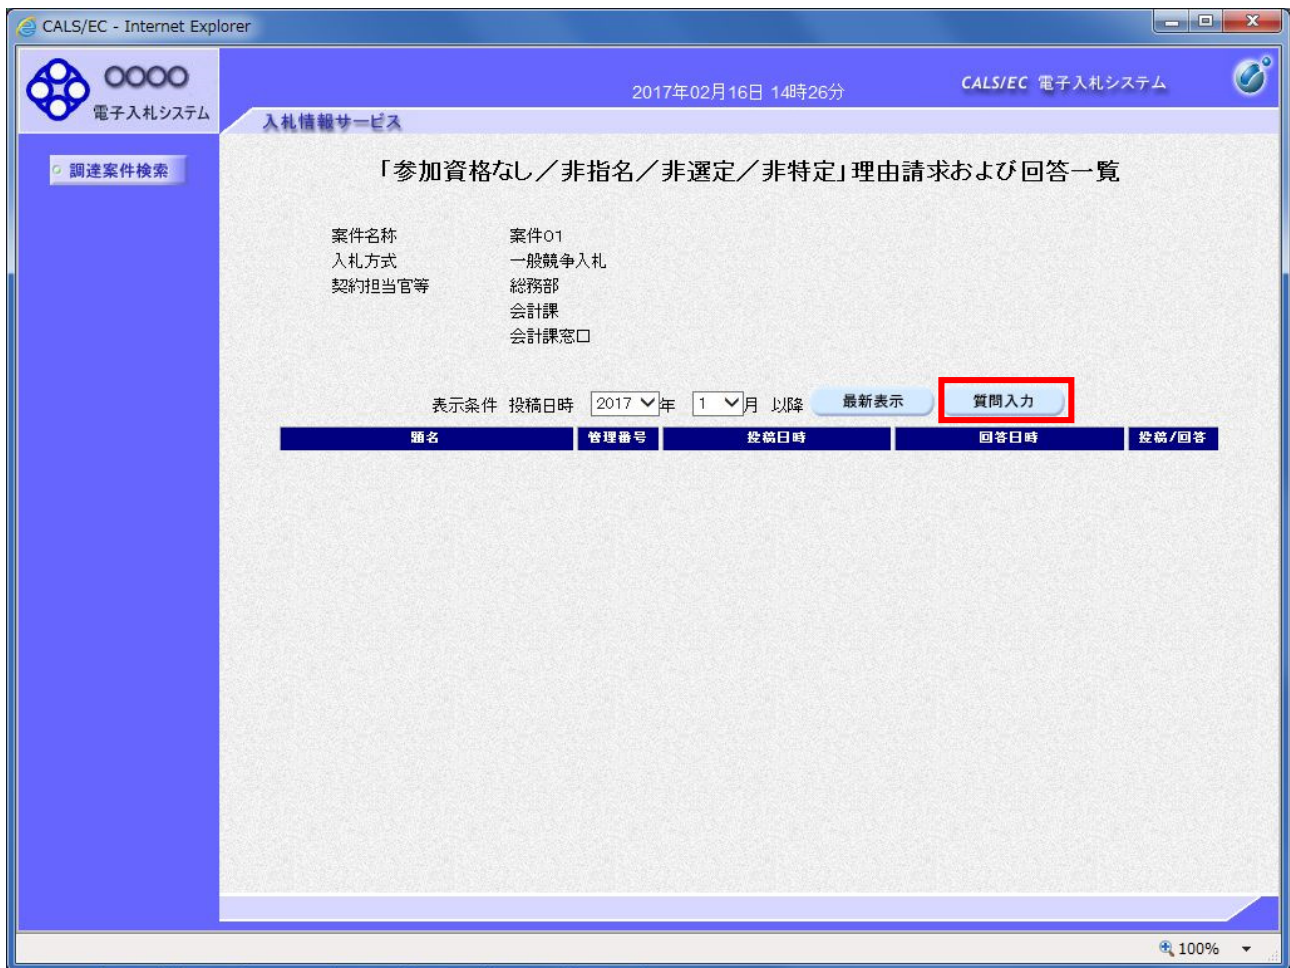 CALS/EC - Internet Explorer
OOOO
電子入札システム
2017年02月16日 14時26分
CALS/EC 電子入札システム
入札情報サービス
調達案件検索
「参加資格なし／非指名／非選定／非特定」理由請求および回答一覧
案件名称 案件01
入札方式 一般競争入札
契約担当官等 総務部
会計課
会計課窓口
表示条件 投稿日時 2017 年 1 月 以降 最新表示 質問入力
題名 管理番号 投稿日時 回答日時 投稿/回答
100%